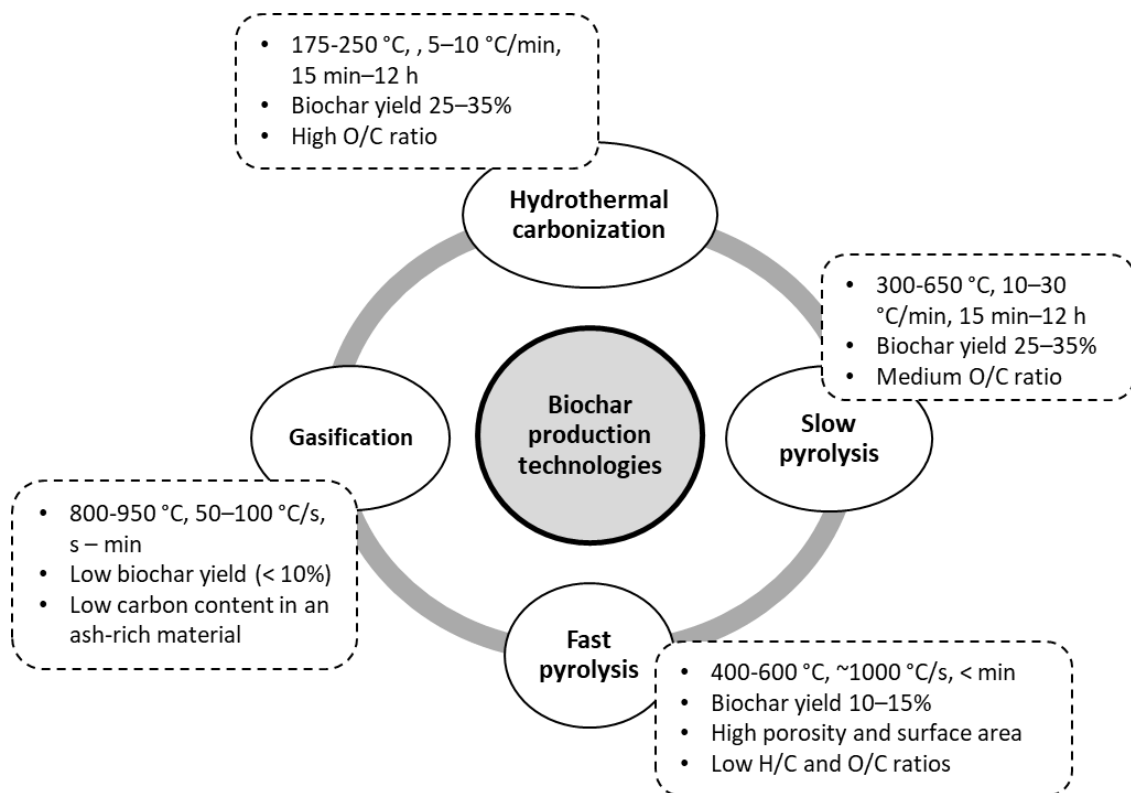 • 175-250 °C, , 5–10 °C/min,
15 min–12 h
• Biochar yield 25–35%
• High O/C ratio
Hydrothermal
carbonization
• 300-650 °C, 10–30
°C/min, 15 min–12 h
• Biochar yield 25–35%
• Medium O/C ratio
Slow
pyrolysis
Biochar
production
technologies
Gasification
• 800-950 °C, 50–100 °C/s,
s – min
• Low biochar yield (< 10%)
• Low carbon content in an
ash-rich material
Fast
pyrolysis
• 400-600 °C, ~1000 °C/s, < min
• Biochar yield 10–15%
• High porosity and surface area
• Low H/C and O/C ratios